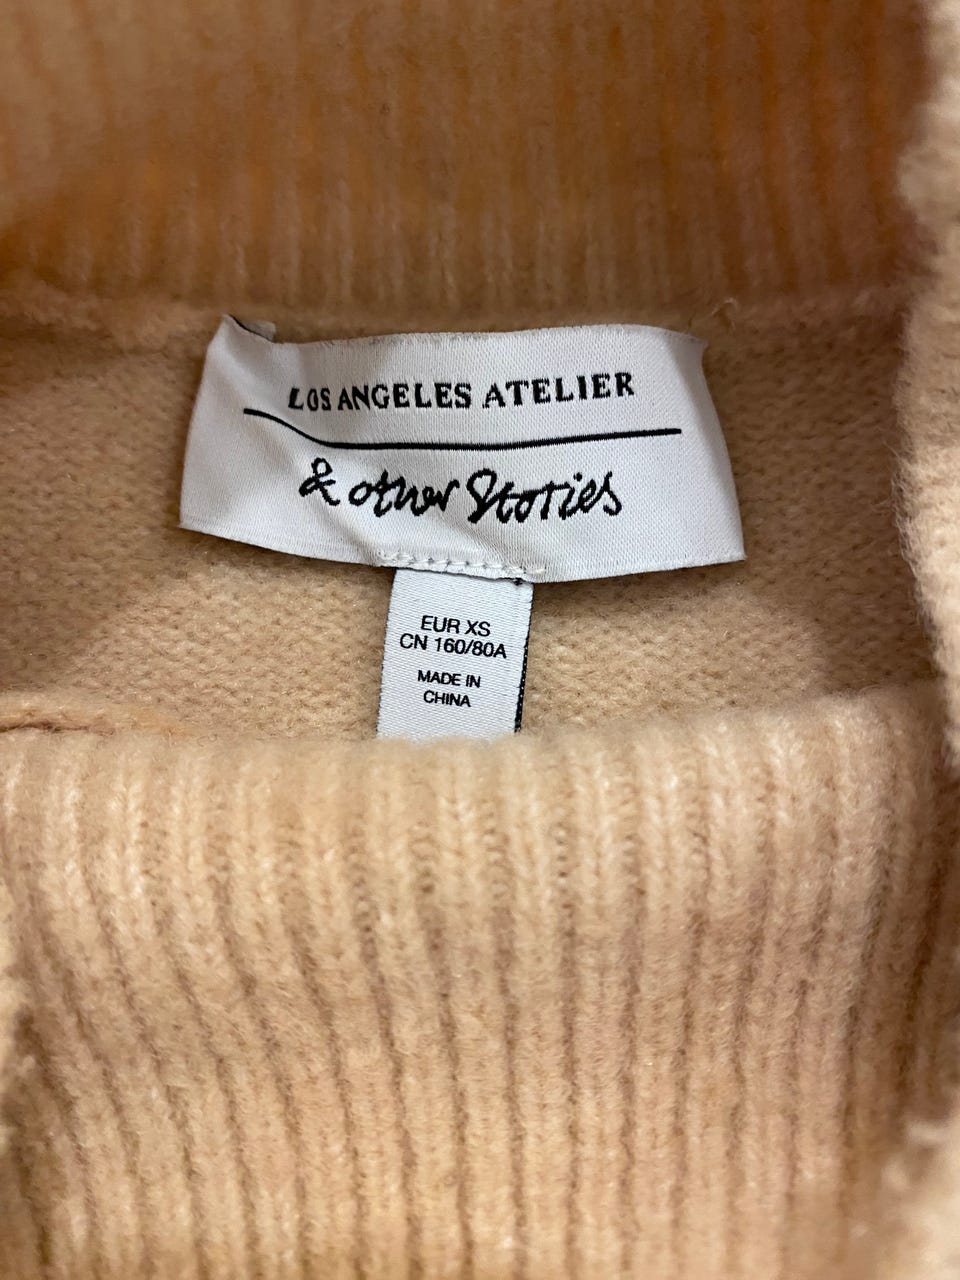 LOS ANGELES ATELIER
& other Stories
EUR XS
CN 160/80A
MADE IN
CHINA